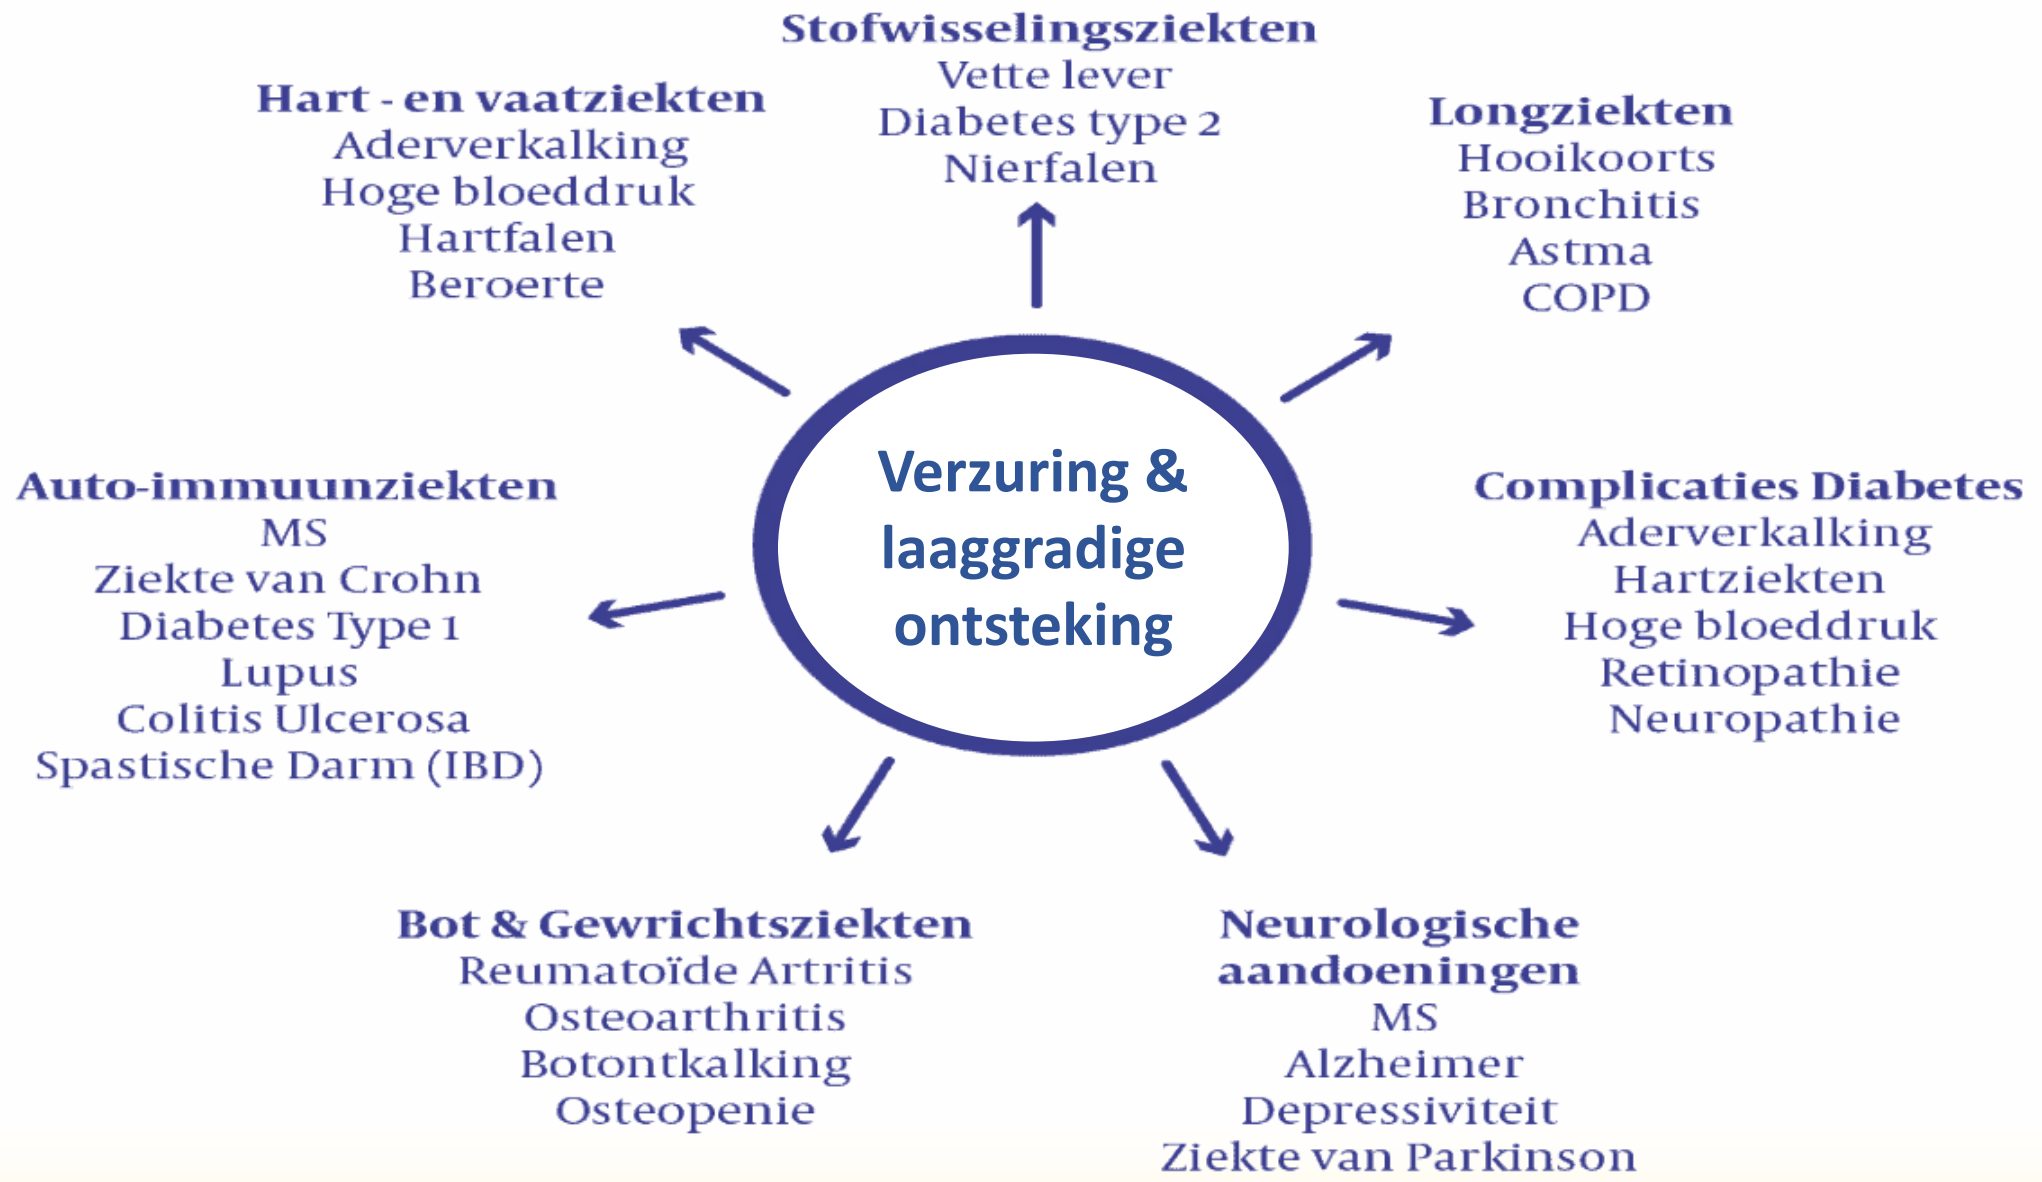 Stofwisselingsziekten
Vette lever
Diabetes type 2
Nierfalen
Hart - en vaatziekten
Aderverkalking
Hoge bloeddruk
Hartfalen
Beroerte
Longziekten
Hooikoorts
Bronchitis
Astma
COPD
Verzuring &
laaggradige
ontsteking
Auto-immuunziekten
MS
Ziekte van Crohn
Diabetes Type 1
Lupus
Colitis Ulcerosa
Spastische Darm (IBD)
Complicaties Diabetes
Aderverkalking
Hartziekten
Hoge bloeddruk
Retinopathie
Neuropathie
Bot & Gewrichtsziekten
Reumatoïde Artritis
Osteoarthritis
Botontkalking
Osteopenie
Neurologische
aandoeningen
MS
Alzheimer
Depressiviteit
Ziekte van Parkinson